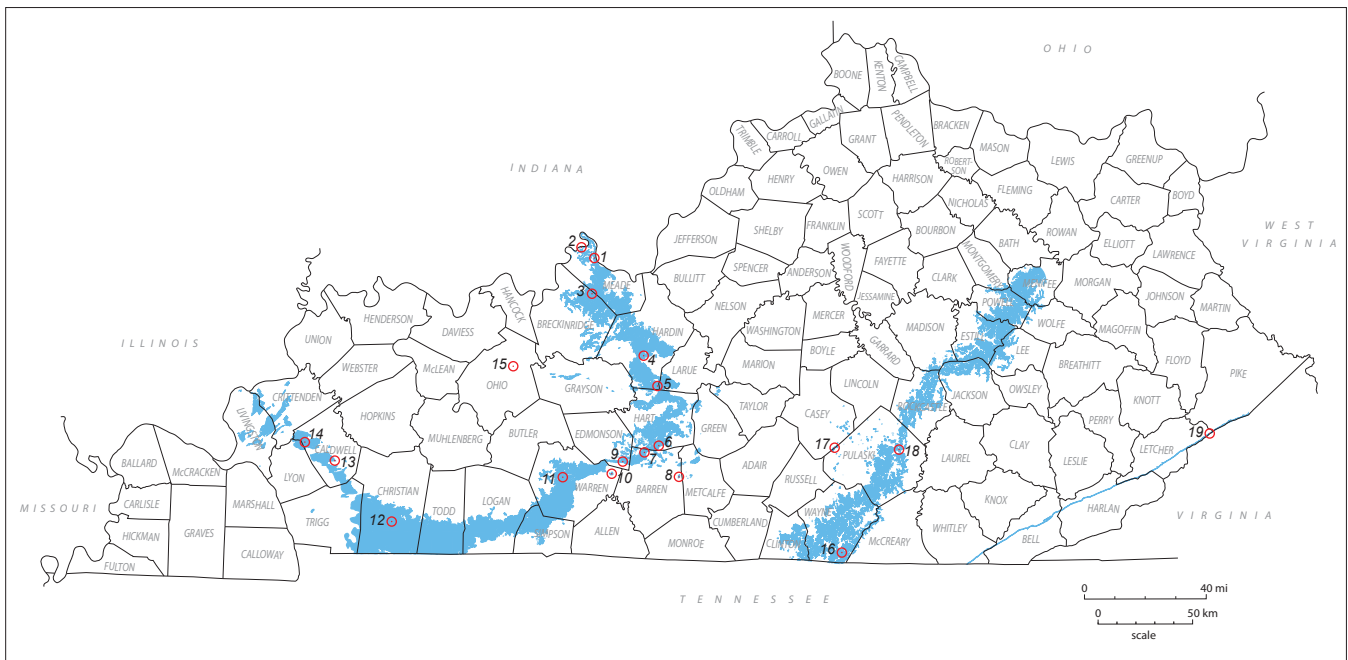 OHIO
BOONE
KENTON
CAMPBELL
GALLATIN
PENDLETON
BRACKEN
CARROLL
GRANT
MASON
TRIMBLE
ROBERT-
SON
LEWIS
GREENUP
OWEN
INDIANA
HENRY
HARRISON
FLEMING
OLDHAM
NICHOLAS
CARTER
BOYD
SCOTT
FRANKLIN
SHELBY
BOURBON
ROWAN
WEST
VIRGINIA
JEFFERSON
BATH
ELLIOTT
LAWRENCE
2
1
WOODFORD
FAYETTE
MONTGOMERY
SPENCER
ANDERSON
BULLITT
CLARK
MENIFEE
MORGAN
3
MEADE
HANCOCK
JESSAMINE
JOHNSON
POWELL
MARTIN
NELSON
MERCER
HENDERSON
BRECKINRIDGE
WOLFE
DAVIESS
HARDIN
WASHINGTON
MADISON
MAGOFFIN
UNION
ESTILL
ILLINOIS
GARRARD
BOYLE
LEE
4
MARION
FLOYD
McLEAN
WEBSTER
15
LARUE
BREATHITT
PIKE
OHIO
5
LINCOLN
GRAYSON
OWSLEY
JACKSON
CRITTENDEN
KNOTT
TAYLOR
ROCKCASTLE
LIVINGSTON
HART
CASEY
HOPKINS
PERRY
GREEN
EDMONSON
BUTLER
MUHLENBERG
19
14
6
17
CLAY
LETCHER
PULASKI
CALDWELL
7
18
LAUREL
13
9
LESLIE
BALLARD
ADAIR
McCRACKEN
10
8
11
RUSSELL
LYON
WARREN
BARREN
METCALFE
CHRISTIAN
KNOX
LOGAN
CARLISLE
MARSHALL
MISSOURI
TODD
WAYNE
HARLAN
VIRGINIA
12
TRIGG
CUMBERLAND
WHITLEY
ALLEN
GRAVES
SIMPSON
HICKMAN
BELL
McCREARY
MONROE
CLINTON
CALLOWAY
16
FULTON
0 40 mi
TENNESSEE
0 50 km
scale